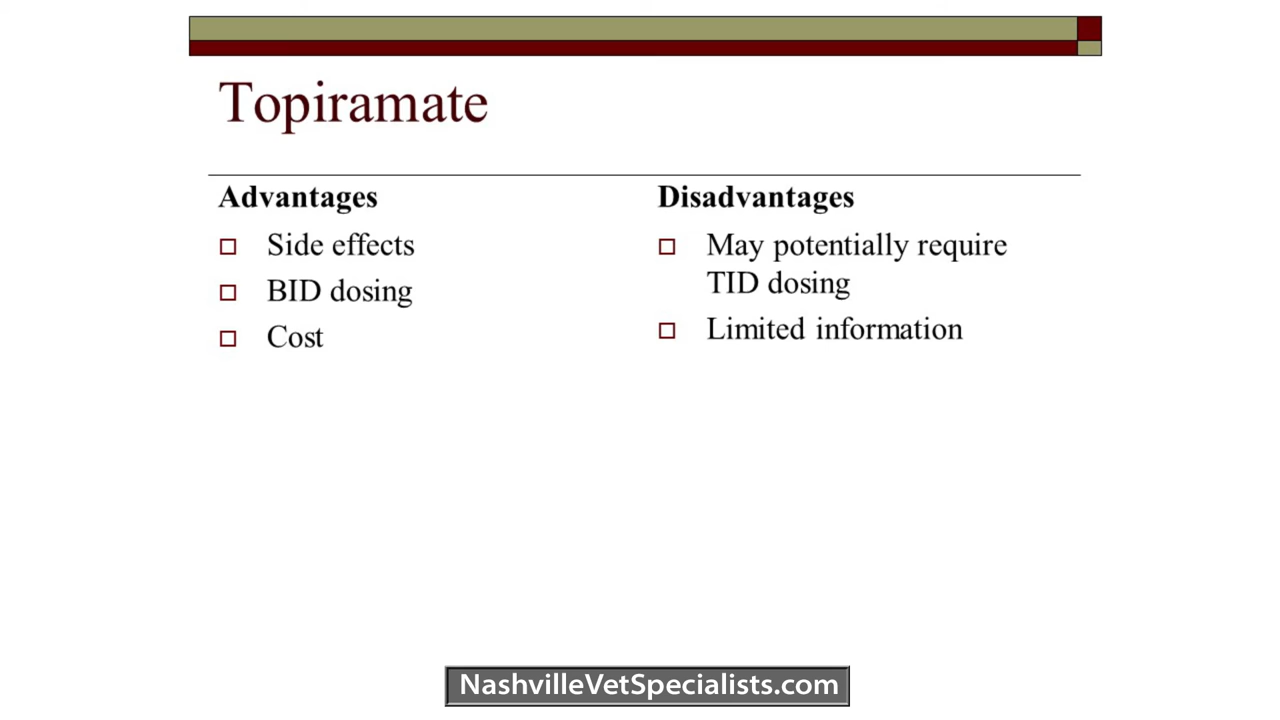 Topiramate
Advantages
Side effects
BID dosing
Cost
Disadvantages
May potentially require
TID dosing
Limited information
NashvilleVetSpecialists.com